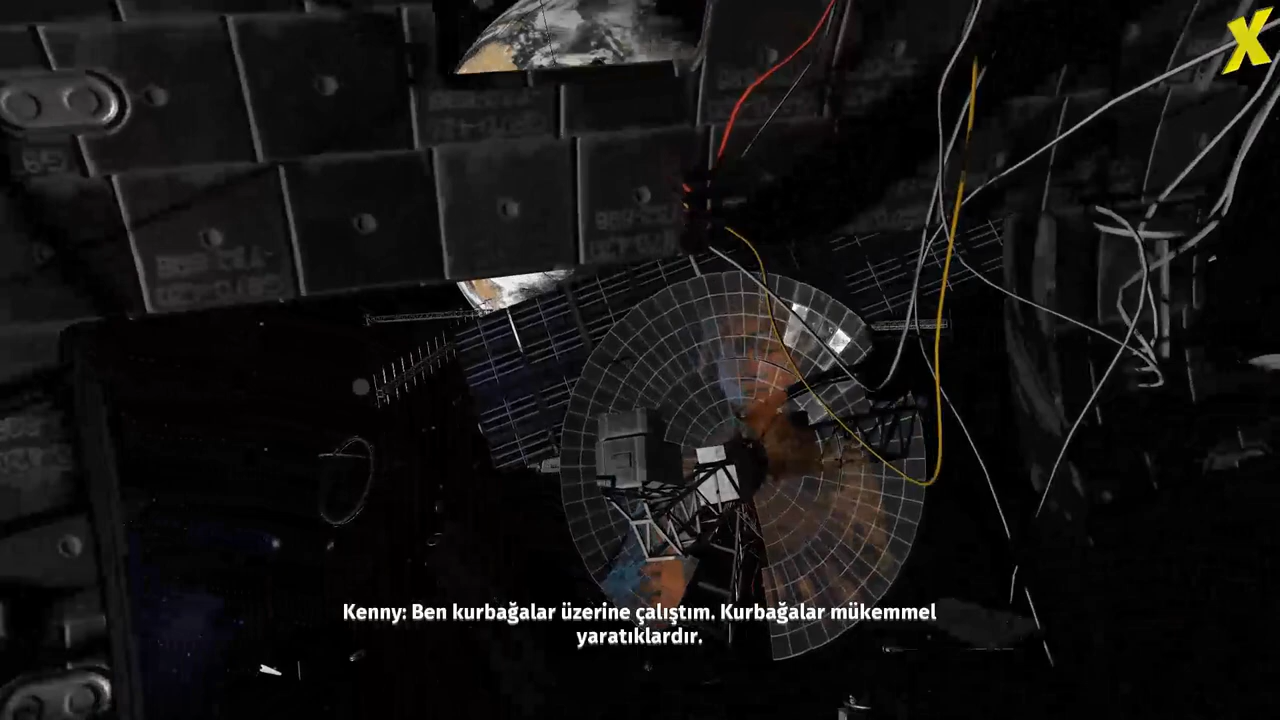 X
Kenny: Ben kurbağalar üzerine çalıştım. Kurbağalar mükemmel
yaratıklardır.